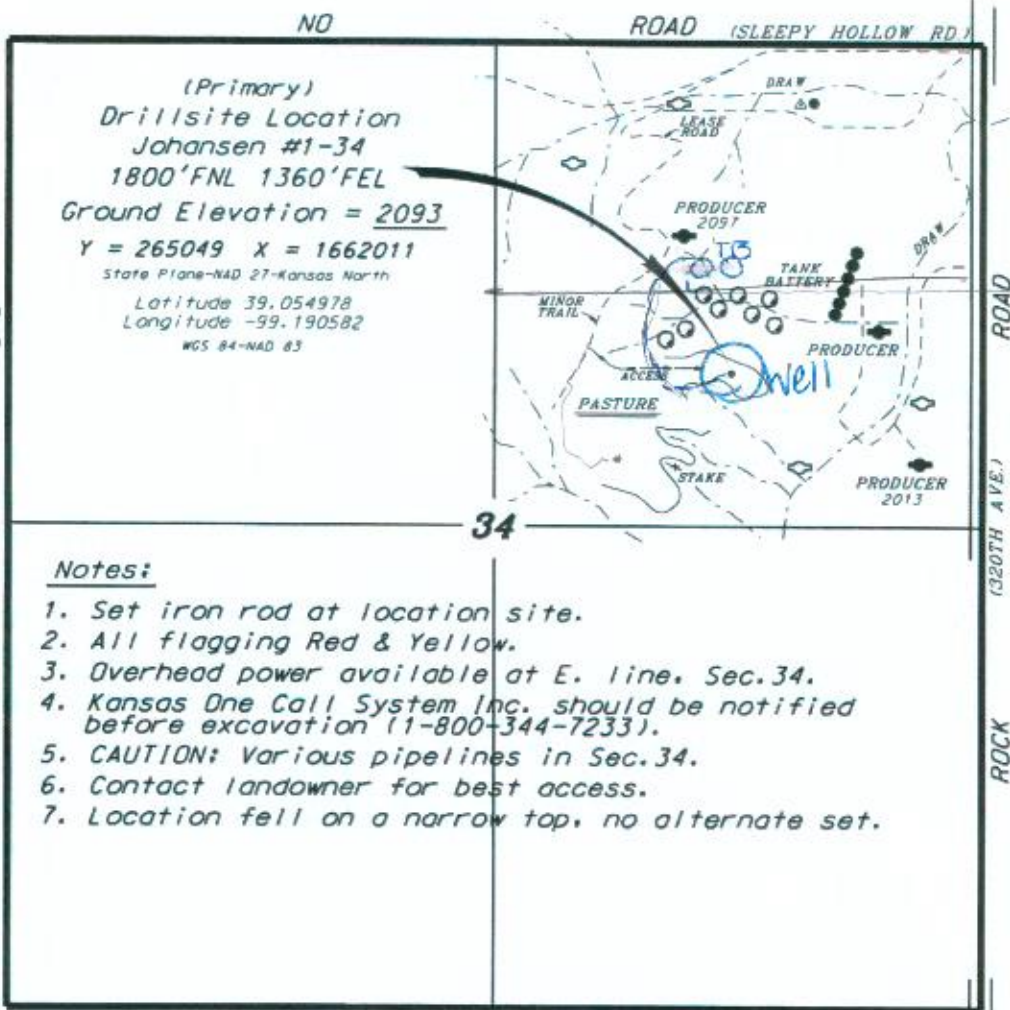 NO ROAD (SLEEPY HOLLOW RD.)
(Primary)
Drillsite Location
Johansen #1-34
1800'FNL 1360'FEL
Ground Elevation = 2093
Y = 265049 X = 1662011
State Plane-NAD 27-Kansas North
Latitude 39.054978
Longitude -99.190582
WGS 84-NAD 83
DRAW
LEASE
ROAD
PRODUCER
2097
TB
DRAW
TANK
BATTERY
MINOR
TRAIL
PRODUCER
ACCESS
Well
PASTURE
STAKE
PRODUCER
2013
ROAD
(320TH AVE.)
ROCK
34
Notes:
1. Set iron rod at location site.
2. All flagging Red & Yellow.
3. Overhead power available at E. line. Sec.34.
4. Kansas One Call System Inc. should be notified
before excavation (1-800-344-7233).
5. CAUTION: Various pipelines in Sec.34.
6. Contact landowner for best access.
7. Location fell on a narrow top, no alternate set.